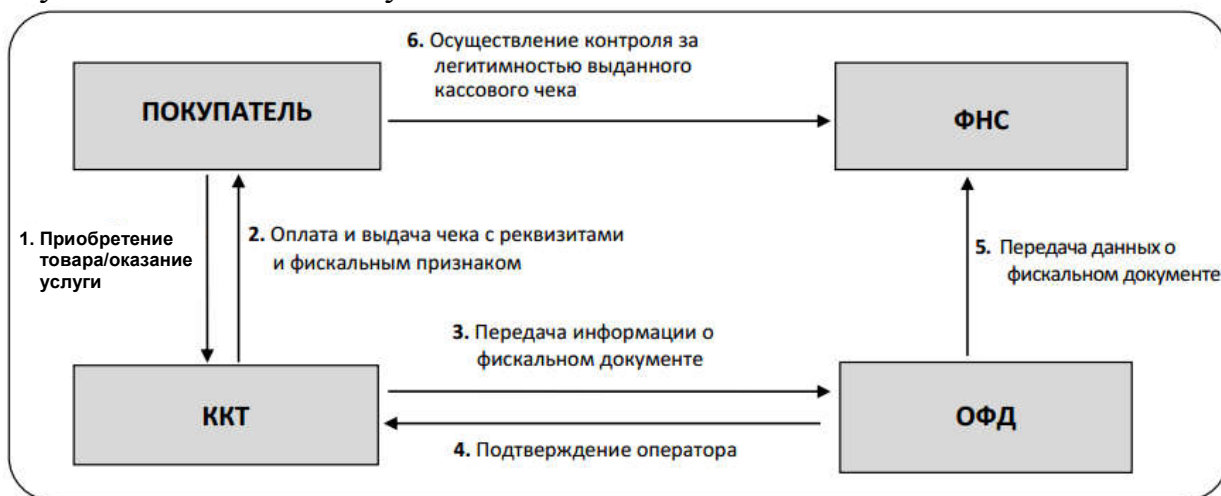 6. Осуществление контроля за
легитимностью выданного
кассового чека
ПОКУПАТЕЛЬ
ФНС
1. Приобретение
товара/оказание
услуги
2. Оплата и выдача чека с реквизитами
и фискальным признаком
5. Передача данных о
фискальном документе
3. Передача информации о
фискальном документе
ККТ
ОФД
4. Подтверждение оператора